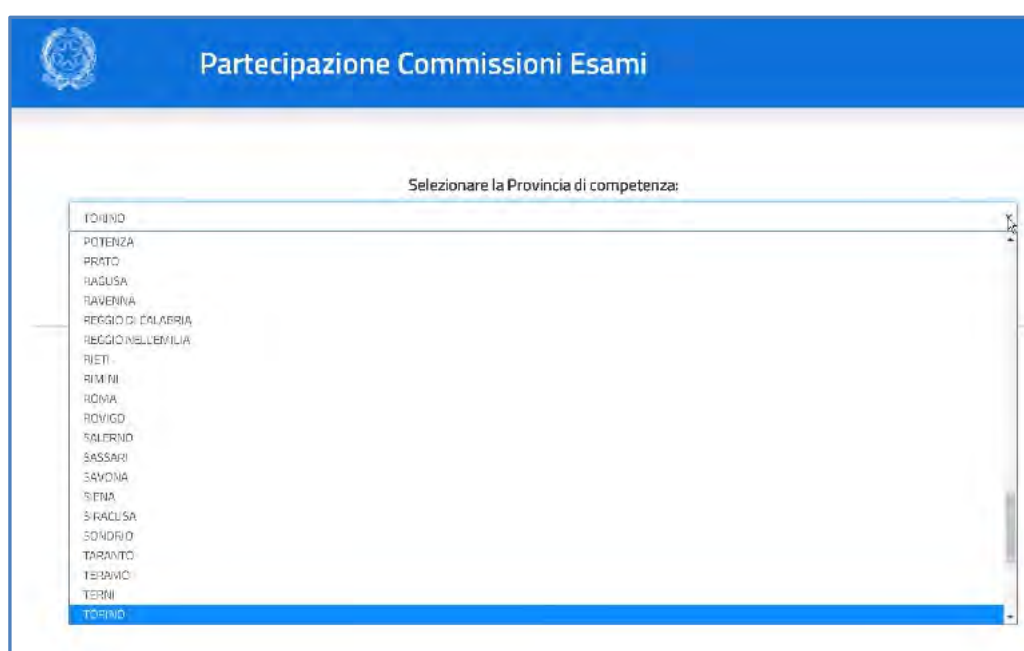 Partecipazione Commissioni Esami
Selezionare la Provincia di competenza:
TORINO
POTENZA
PRATO
RAGUSA
RAVENNA
REGGIO DI CALABRIA
REGGIO NELL'EMILIA
RIETI
RIMINI
ROMA
ROVIGO
SALERNO
SASSARI
SAVONA
SIENA
SIRACUSA
SONDRIO
TARANTO
TERAMO
TERNI
TORINO